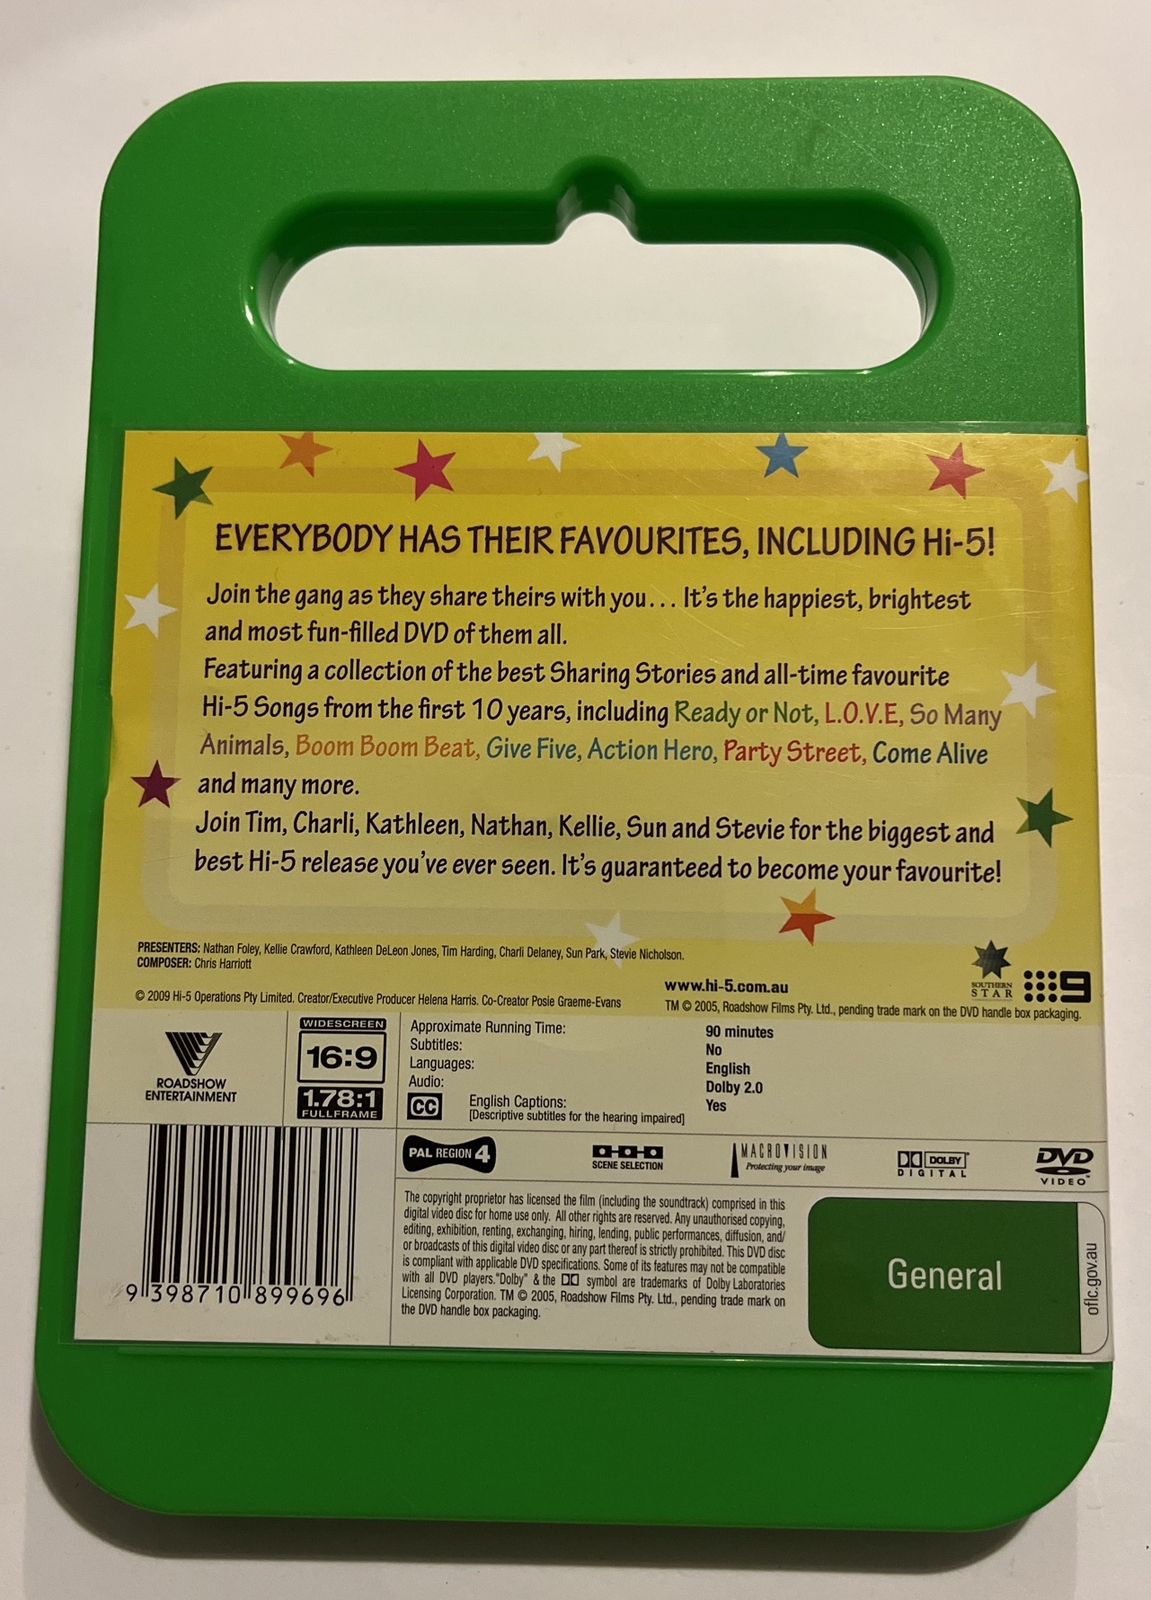 EVERYBODY HAS THEIR FAVOURITES, INCLUDING Hi-5!
Join the gang as they share theirs with you... It's the happiest, brightest
and most fun-filled DVD of them all.
Featuring a collection of the best Sharing Stories and all-time favourite
Hi-5 Songs from the first 10 years, including Ready or Not, L.O.V.E, So Many
Animals, Boom Boom Beat, Give Five, Action Hero, Party Street, Come Alive
and many more.
Join Tim, Charli, Kathleen, Nathan, Kellie, Sun and Stevie for the biggest and
best Hi-5 release you've ever seen. It's guaranteed to become your favourite!
PRESENTERS: Nathan Foley, Kellie Crawford, Kathleen DeLeon Jones, Tim Harding, Charli Delaney, Sun Park, Stevie Nicholson.
COMPOSER: Chris Harriott
www.hi-5.com.au
SOUTHERN
STAR
9
© 2009 Hi-5 Operations Pty Limited. Creator/Executive Producer Helena Harris. Co-Creator Posie Graeme-Evans
TM © 2005, Roadshow Films Pty. Ltd., pending trade mark on the DVD handle box packaging.
ROADSHOW
ENTERTAINMENT
WIDESCREEN
16:9
1.78:1
FULLFRAME
Approximate Running Time: 90 minutes
Subtitles: No
Languages: English
Audio: Dolby 2.0
CC English Captions: Yes
[Descriptive subtitles for the hearing impaired]
PAL REGION 4
SCENE SELECTION
MACROVISION
Protecting your image
DOLBY
DIGITAL
DVD
VIDEO
The copyright proprietor has licensed the film (including the soundtrack) comprised in this
digital video disc for home use only. All other rights are reserved. Any unauthorised copying,
editing, exhibition, renting, exchanging, hiring, lending, public performances, diffusion, and/
or broadcasts of this digital video disc or any part thereof is strictly prohibited. This DVD disc
is compliant with applicable DVD specifications. Some of its features may not be compatible
with all DVD players."Dolby" & the DD symbol are trademarks of Dolby Laboratories
Licensing Corporation. TM © 2005, Roadshow Films Pty. Ltd., pending trade mark on
the DVD handle box packaging.
General
oflc.gov.au
9 398710 899696